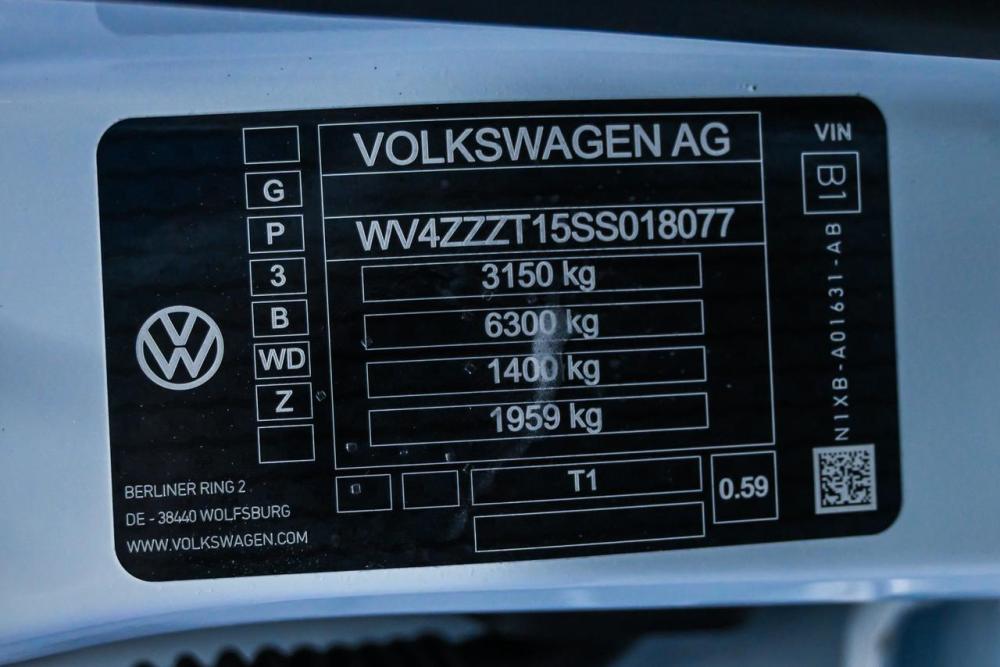 VOLKSWAGEN AG
WV4ZZZT15SS018077
3150 kg
6300 kg
1400 kg
1959 kg
T1
0.59
G
P
3
B
WD
Z
VIN
B1
N1XB-A01631-AB
BERLINER RING 2
DE - 38440 WOLFSBURG
WWW.VOLKSWAGEN.COM